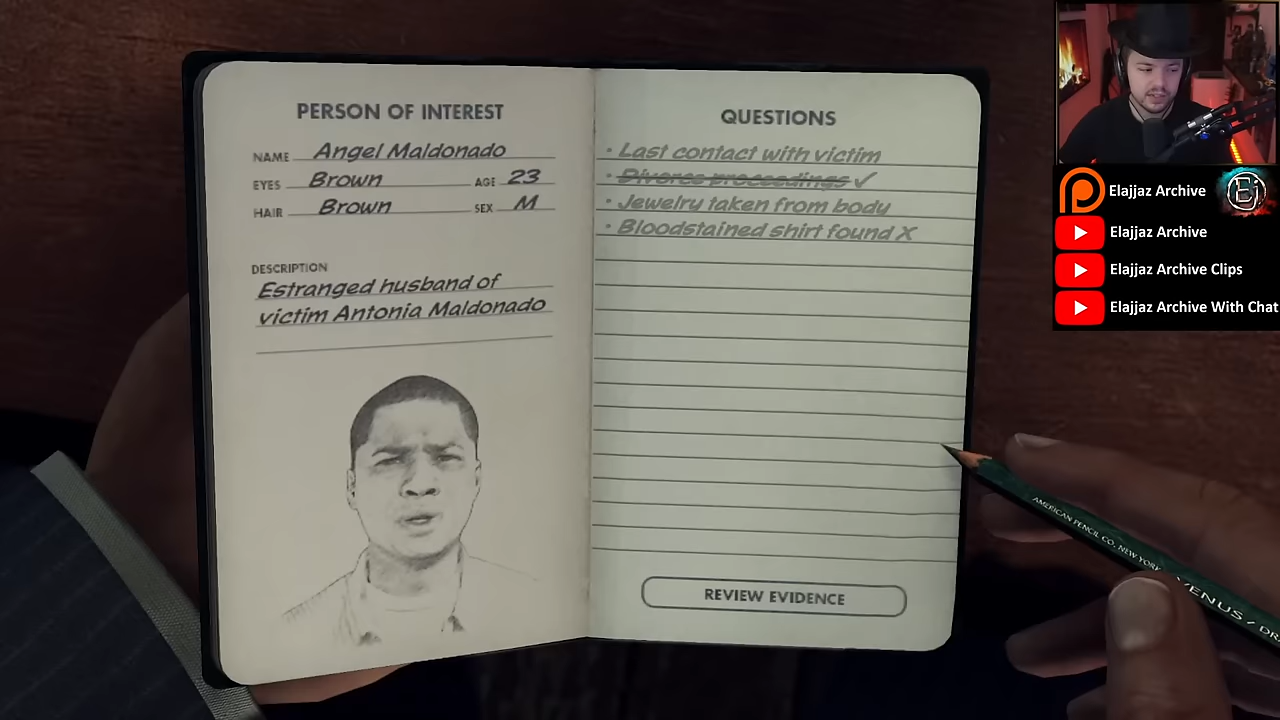 PERSON OF INTEREST
NAME Angel Maldonado
EYES Brown AGE 23
HAIR Brown SEX M
DESCRIPTION
Estranged husband of
victim Antonia Maldonado
QUESTIONS
· Last contact with victim
· Divorce proceedings ✓
· Jewelry taken from body
· Bloodstained shirt found X
REVIEW EVIDENCE
AMERICAN PENCIL CO. NEW YORK
VENUS / DRA
Elajjaz Archive
Ej
Elajjaz Archive
Elajjaz Archive Clips
Elajjaz Archive With Chat